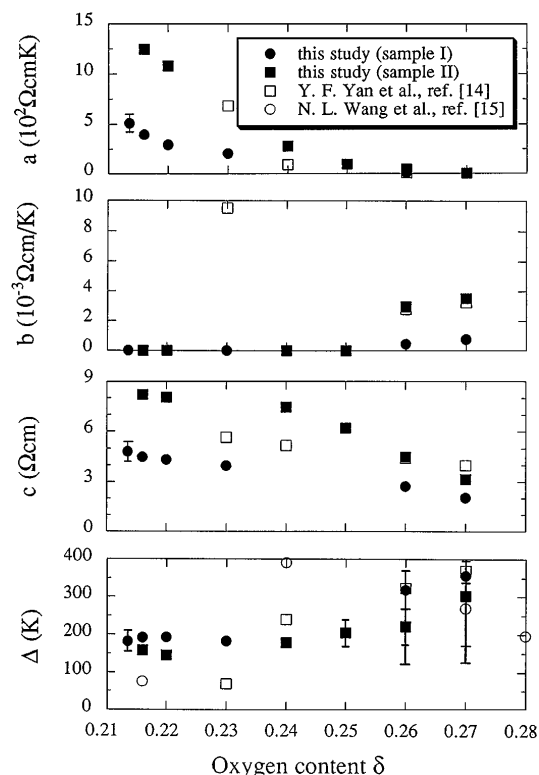 15
10
5
0
a (10²ΩcmK)
this study (sample I)
this study (sample II)
Y. F. Yan et al., ref. [14]
N. L. Wang et al., ref. [15]
10
8
6
4
2
0
b (10⁻³Ωcm/K)
9
6
3
0
c (Ωcm)
400
300
200
100
0
Δ (K)
0.21 0.22 0.23 0.24 0.25 0.26 0.27 0.28
Oxygen content δ